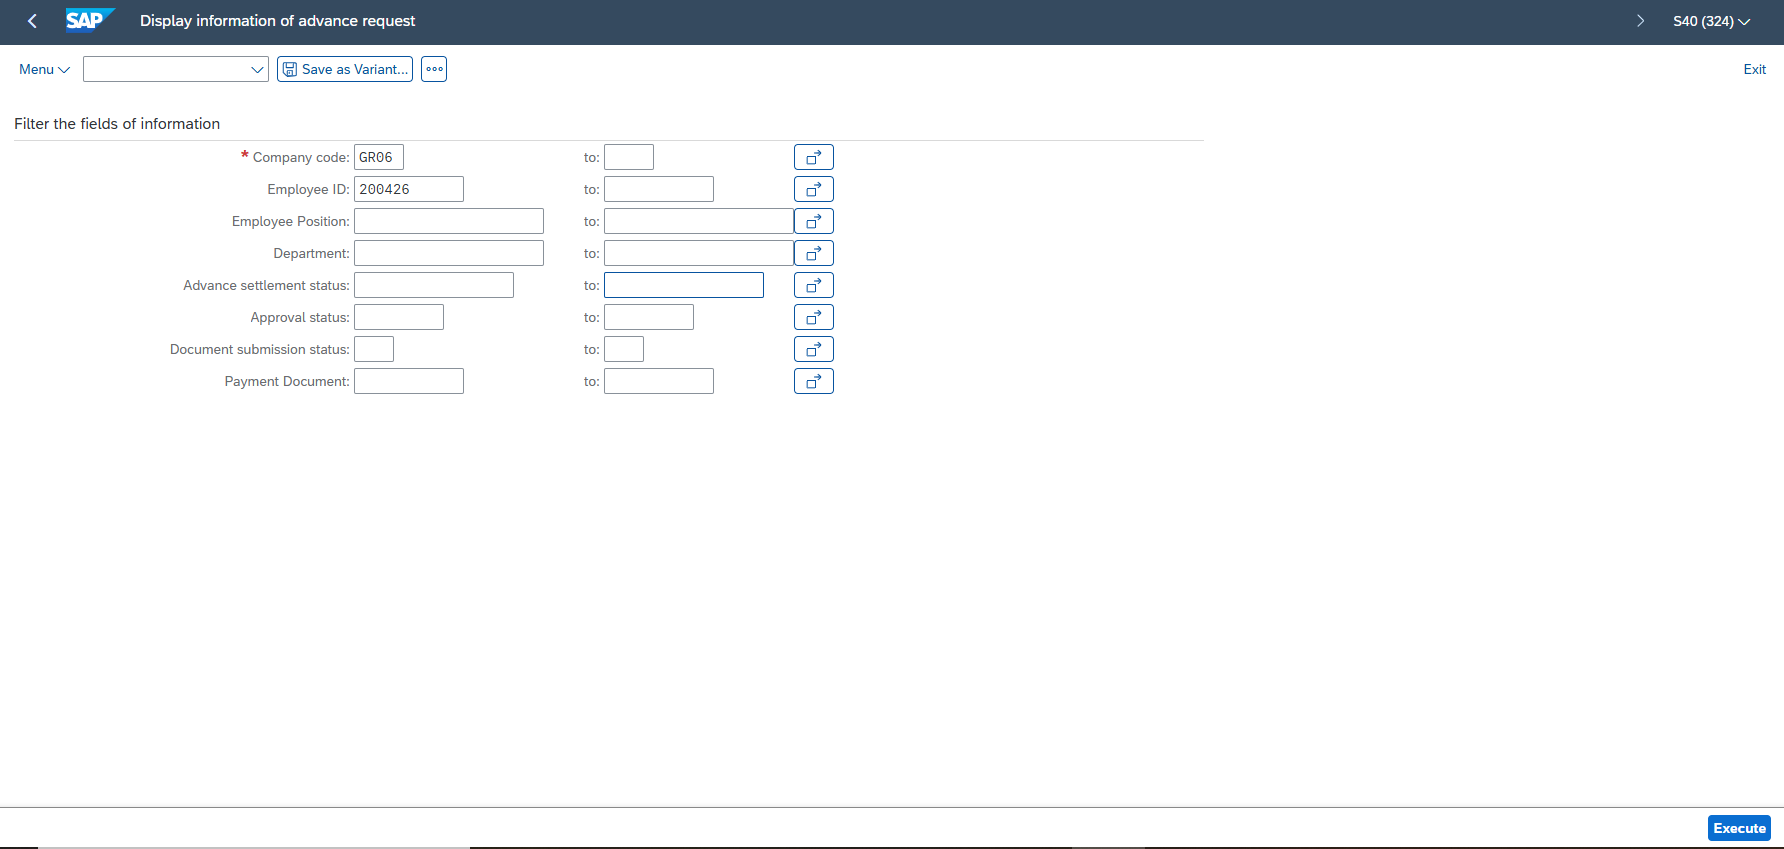 SAP Display information of advance request S40 (324)
Menu Save as Variant... Exit
Filter the fields of information
* Company code: GR06 to:
Employee ID: 200426 to:
Employee Position: to:
Department: to:
Advance settlement status: to:
Approval status: to:
Document submission status: to:
Payment Document: to:
Execute